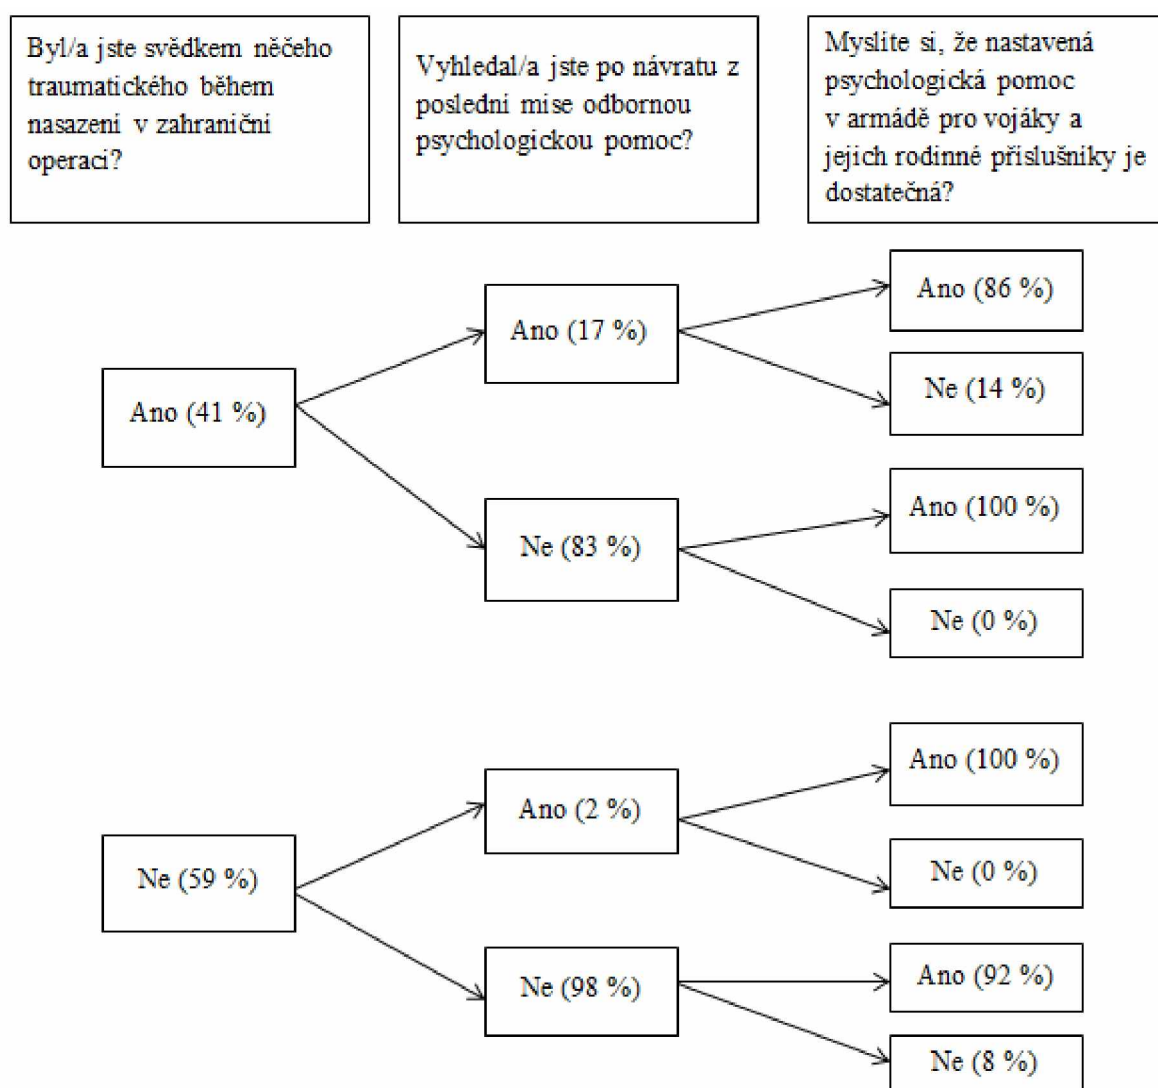 Byl/a jste svědkem něčeho
traumatického během
nasazení v zahraniční
operaci?
Vyhledal/a jste po návratu z
poslední mise odbornou
psychologickou pomoc?
Myslíte si, že nastavená
psychologická pomoc
v armádě pro vojáky a
jejich rodinné příslušníky je
dostatečná?
Ano (41 %)
Ano (17 %)
Ano (86 %)
Ne (14 %)
Ne (83 %)
Ano (100 %)
Ne (0 %)
Ne (59 %)
Ano (2 %)
Ano (100 %)
Ne (0 %)
Ne (98 %)
Ano (92 %)
Ne (8 %)